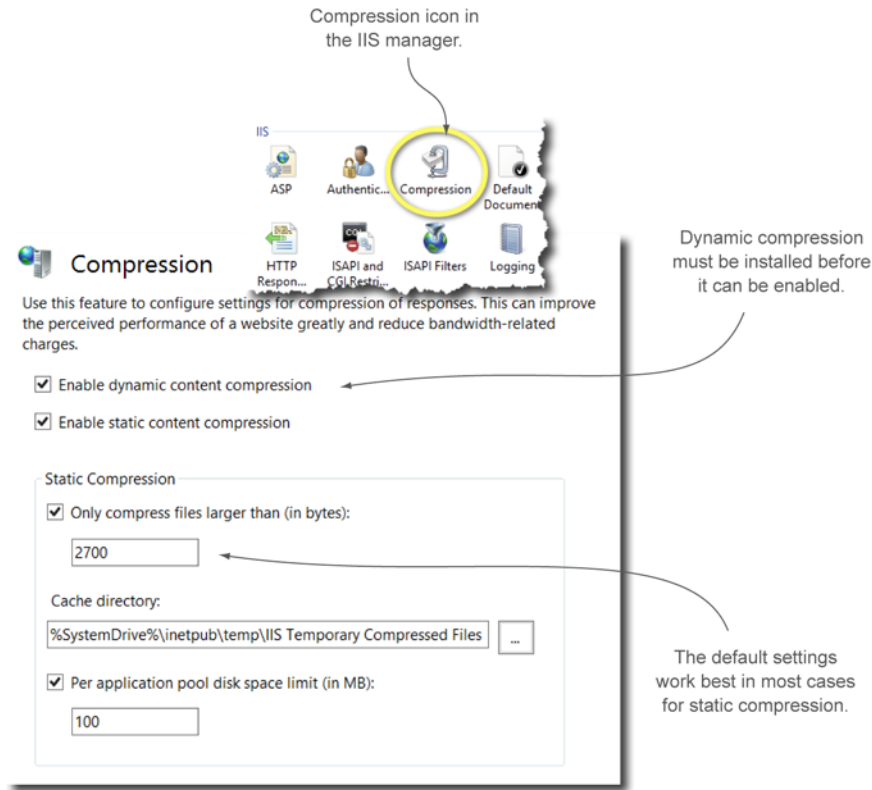 Compression icon in
the IIS manager.
IIS
ASP
Authentic...
Compression
Default
Document
HTTP
Respon...
ISAPI and
CGI Restri...
ISAPI Filters
Logging
Compression
Use this feature to configure settings for compression of responses. This can improve
the perceived performance of a website greatly and reduce bandwidth-related
charges.
Dynamic compression
must be installed before
it can be enabled.
Enable dynamic content compression
Enable static content compression
Static Compression
Only compress files larger than (in bytes):
2700
Cache directory:
%SystemDrive%\inetpub\temp\IIS Temporary Compressed Files
...
Per application pool disk space limit (in MB):
100
The default settings
work best in most cases
for static compression.